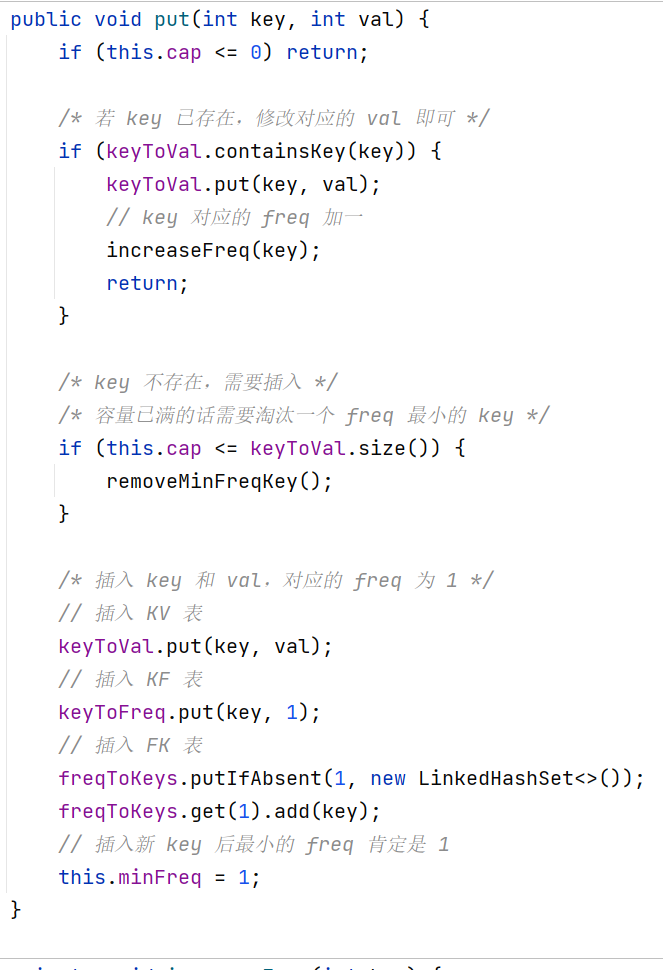 public void put(int key, int val) {
    if (this.cap <= 0) return;

    /* 若 key 已存在，修改对应的 val 即可 */
    if (keyToVal.containsKey(key)) {
        keyToVal.put(key, val);
        // key 对应的 freq 加一
        increaseFreq(key);
        return;
    }

    /* key 不存在，需要插入 */
    /* 容量已满的话需要淘汰一个 freq 最小的 key */
    if (this.cap <= keyToVal.size()) {
        removeMinFreqKey();
    }

    /* 插入 key 和 val，对应的 freq 为 1 */
    // 插入 KV 表
    keyToVal.put(key, val);
    // 插入 KF 表
    keyToFreq.put(key, 1);
    // 插入 FK 表
    freqToKeys.putIfAbsent(1, new LinkedHashSet<>());
    freqToKeys.get(1).add(key);
    // 插入新 key 后最小的 freq 肯定是 1
    this.minFreq = 1;
}